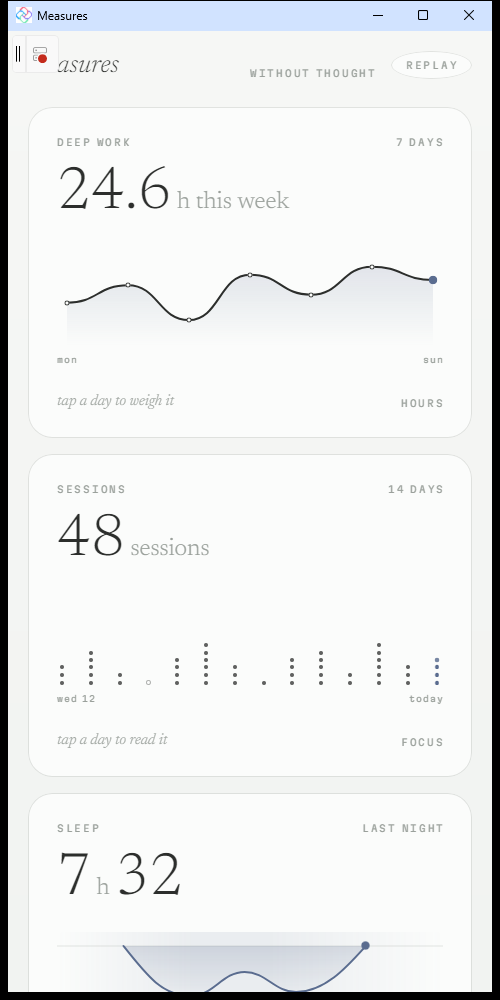 Measures
asures
WITHOUT THOUGHT
REPLAY
DEEP WORK
7 DAYS
24.6 h this week
mon
sun
tap a day to weigh it
HOURS
SESSIONS
14 DAYS
48 sessions
wed 12
today
tap a day to read it
FOCUS
SLEEP
LAST NIGHT
7 h 32